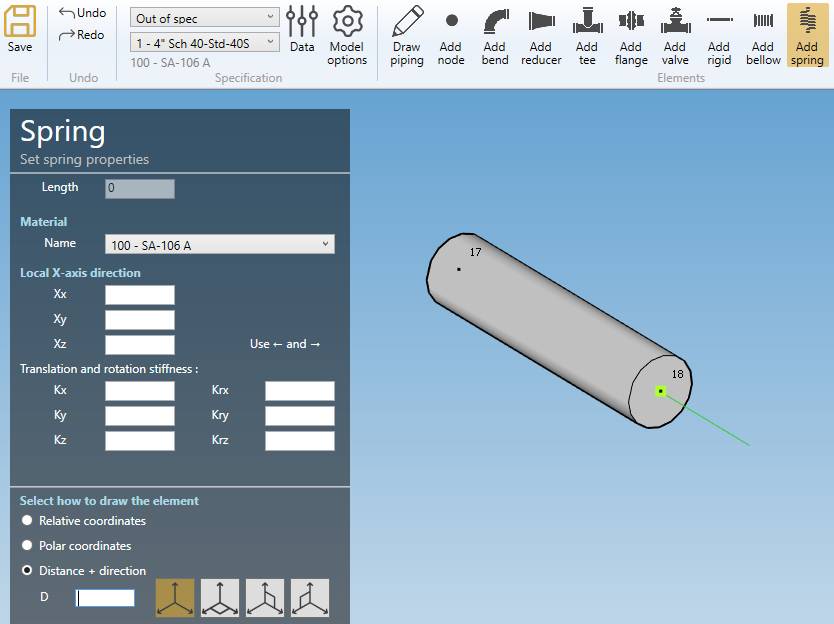 Save
File
Undo
Redo
Undo
Out of spec
1 - 4" Sch 40-Std-40S
100 - SA-106 A
Specification
Data
Model options
Draw piping
Add node
Add bend
Add reducer
Add tee
Add flange
Add valve
Add rigid
Add bellow
Add spring
Elements
Spring
Set spring properties
Length 0
Material
Name 100 - SA-106 A
Local X-axis direction
Xx
Xy
Xz Use ← and →
Translation and rotation stiffness :
Kx Krx
Ky Kry
Kz Krz
Select how to draw the element
Relative coordinates
Polar coordinates
Distance + direction
D
17
18